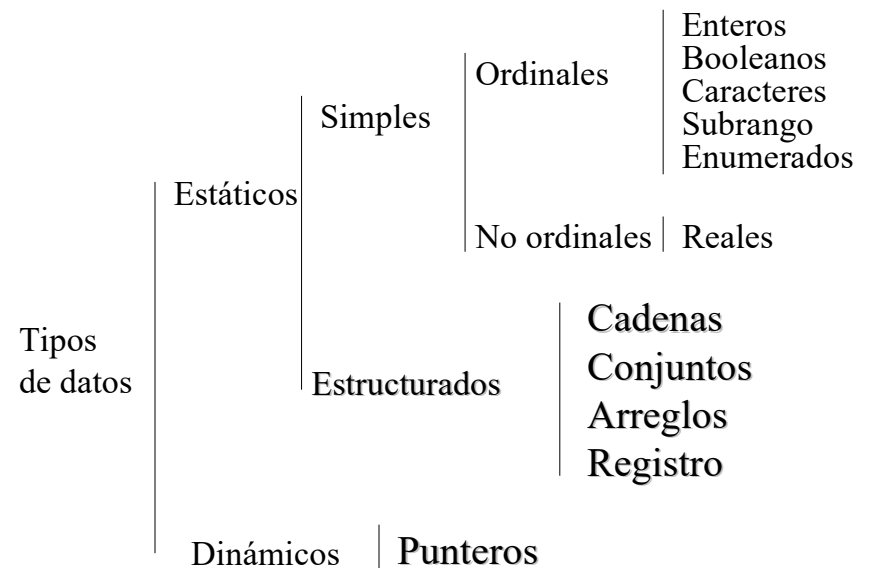 Enteros
Booleanos
Ordinales
Caracteres
Simples
Subrango
Enumerados
Estáticos
No ordinales
Reales
Cadenas
Tipos
de datos
Conjuntos
Estructurados
Arreglos
Registro
Dinámicos
Punteros